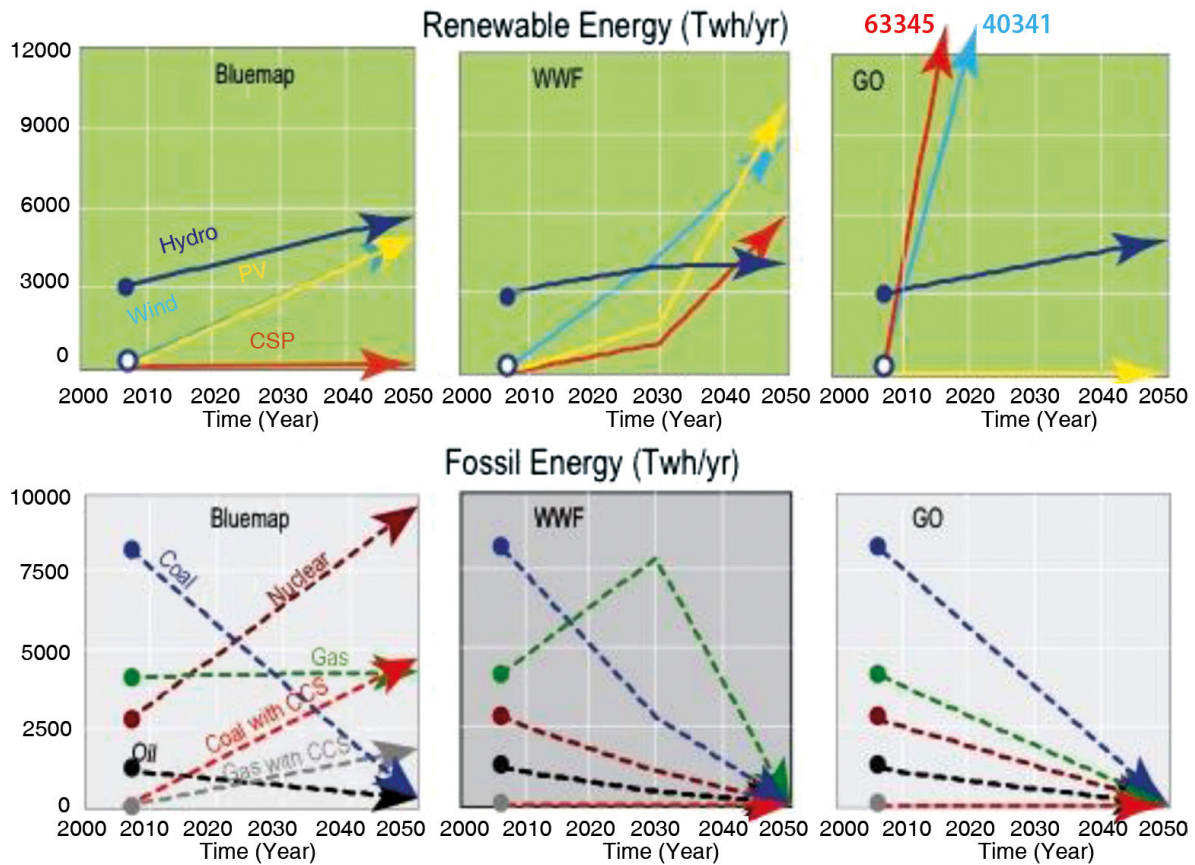 Renewable Energy (Twh/yr)
63345
40341
12000
9000
6000
3000
0
Bluemap
Hydro
PV
Wind
CSP
WWF
GO
2000 2010 2020 2030 2040 2050
2000 2010 2020 2030 2040 2050
2000 2010 2020 2030 2040 2050
Time (Year)
Time (Year)
Time (Year)
Fossil Energy (Twh/yr)
10000
7500
5000
2500
0
Bluemap
Coal
Nuclear
Gas
Coal with CCS
Oil
Gas with CCS
WWF
GO
2000 2010 2020 2030 2040 2050
2000 2010 2020 2030 2040 2050
2000 2010 2020 2030 2040 2050
Time (Year)
Time (Year)
Time (Year)